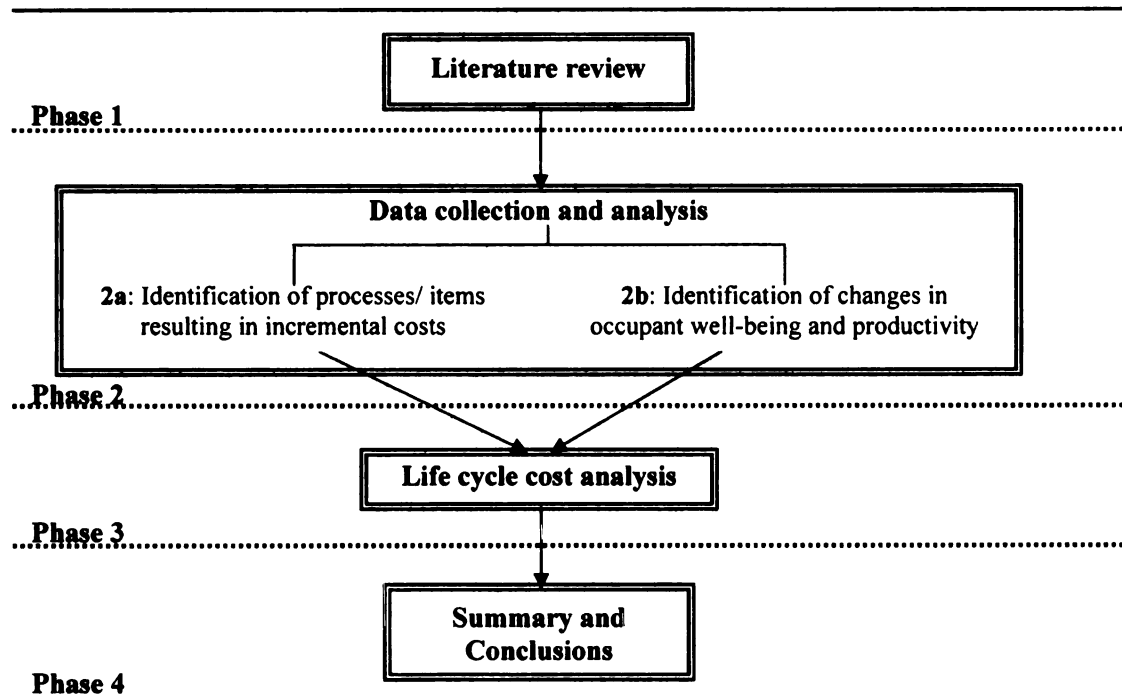 Literature review
Phase 1
Data collection and analysis
2a: Identification of processes/ items
resulting in incremental costs
2b: Identification of changes in
occupant well-being and productivity
Phase 2
Life cycle cost analysis
Phase 3
Summary and
Conclusions
Phase 4